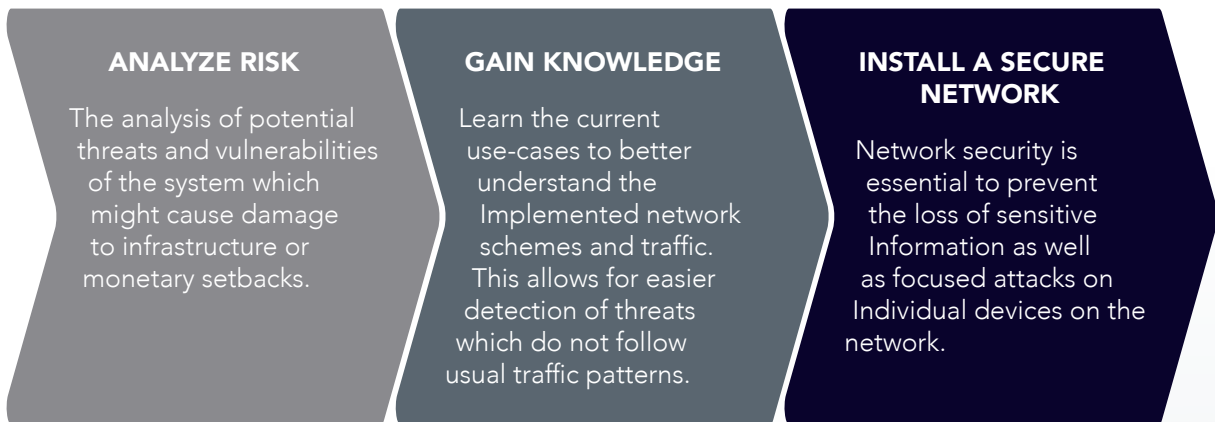 ANALYZE RISK
The analysis of potential
threats and vulnerabilities
of the system which
might cause damage
to infrastructure or
monetary setbacks.
GAIN KNOWLEDGE
Learn the current
use-cases to better
understand the
Implemented network
schemes and traffic.
This allows for easier
detection of threats
which do not follow
usual traffic patterns.
INSTALL A SECURE
NETWORK
Network security is
essential to prevent
the loss of sensitive
Information as well
as focused attacks on
Individual devices on the
network.